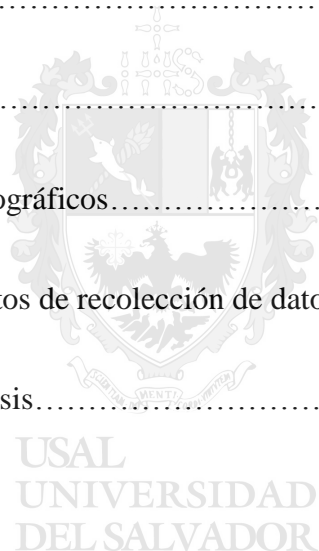 ……………………………………
……………………………………
ográficos…………………
tos de recolección de dato
sis…………………………
USAL
UNIVERSIDAD
DEL SALVADOR